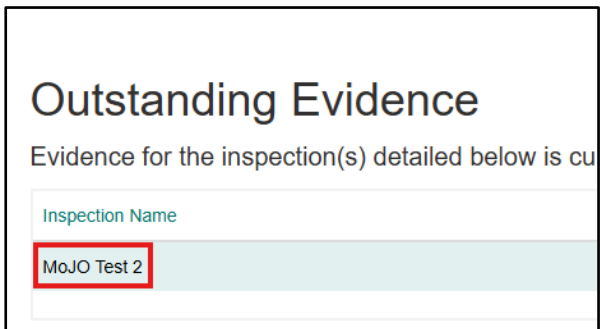 Outstanding Evidence
Evidence for the inspection(s) detailed below is cu
Inspection Name
MoJO Test 2